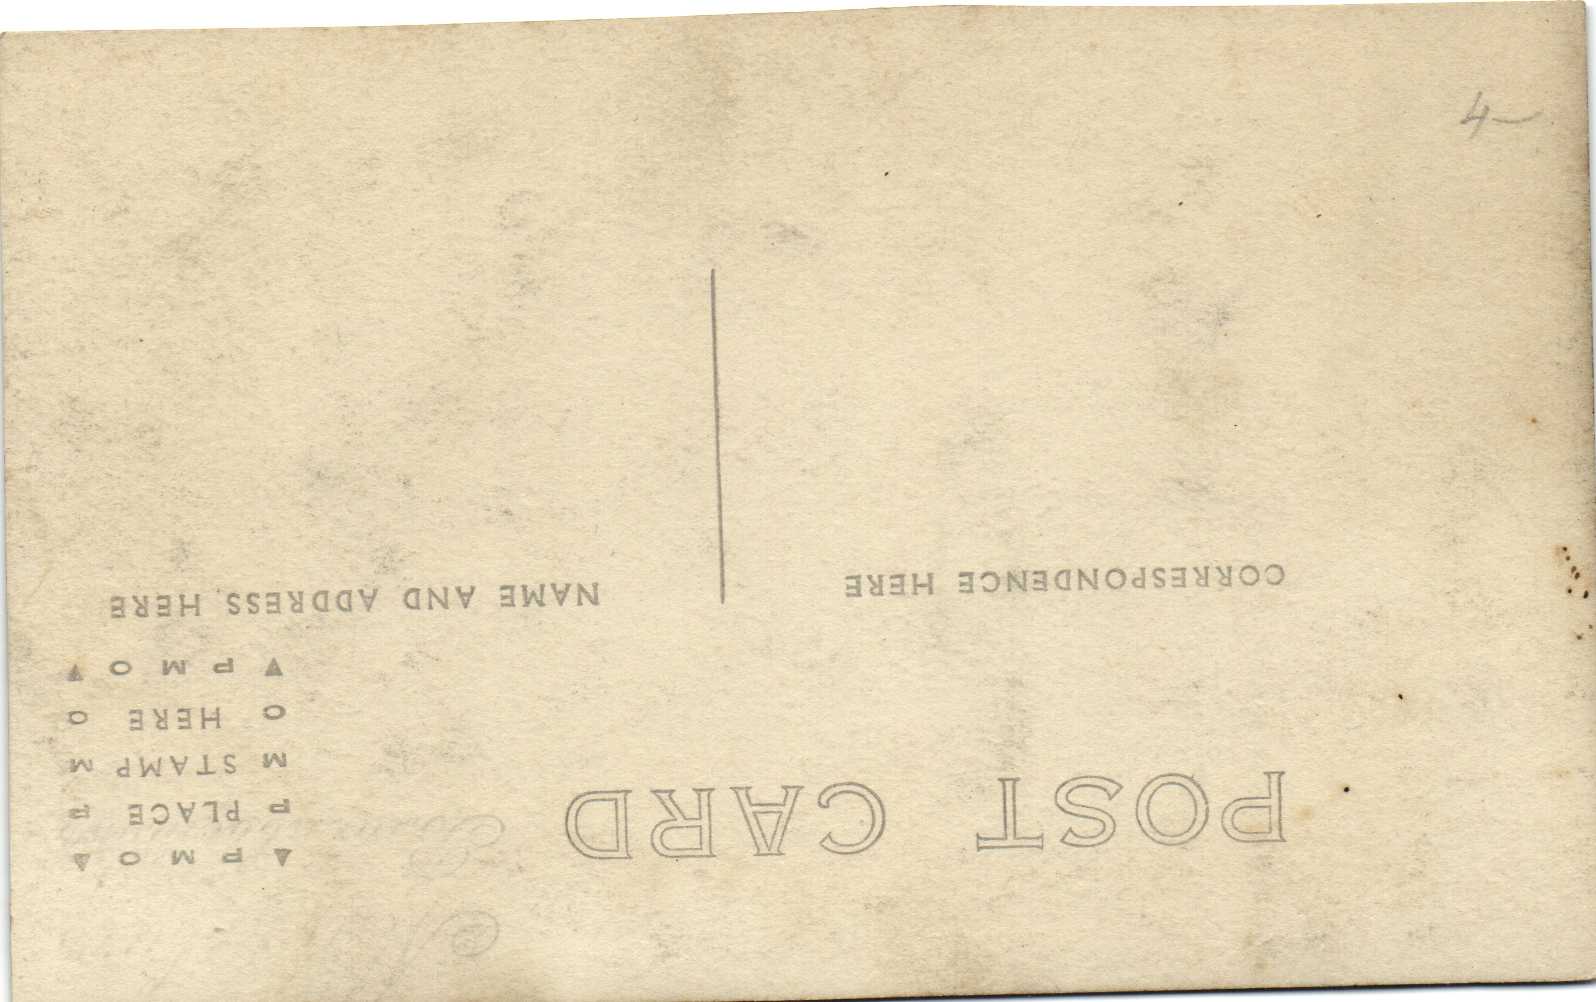 4-
POST CARD
▲ P M O ▲
P PLACE P
M STAMP M
O HERE O
▼ P M O ▼
CORRESPONDENCE HERE
NAME AND ADDRESS HERE